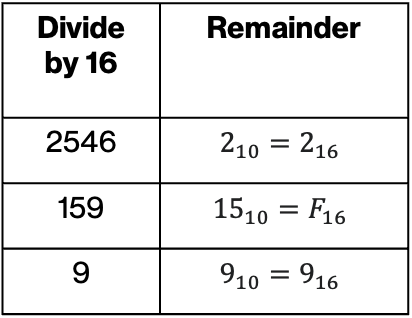 Divide by 16 Remainder
2546 2₁₀ = 2₁₆
159 15₁₀ = F₁₆
9 9₁₀ = 9₁₆